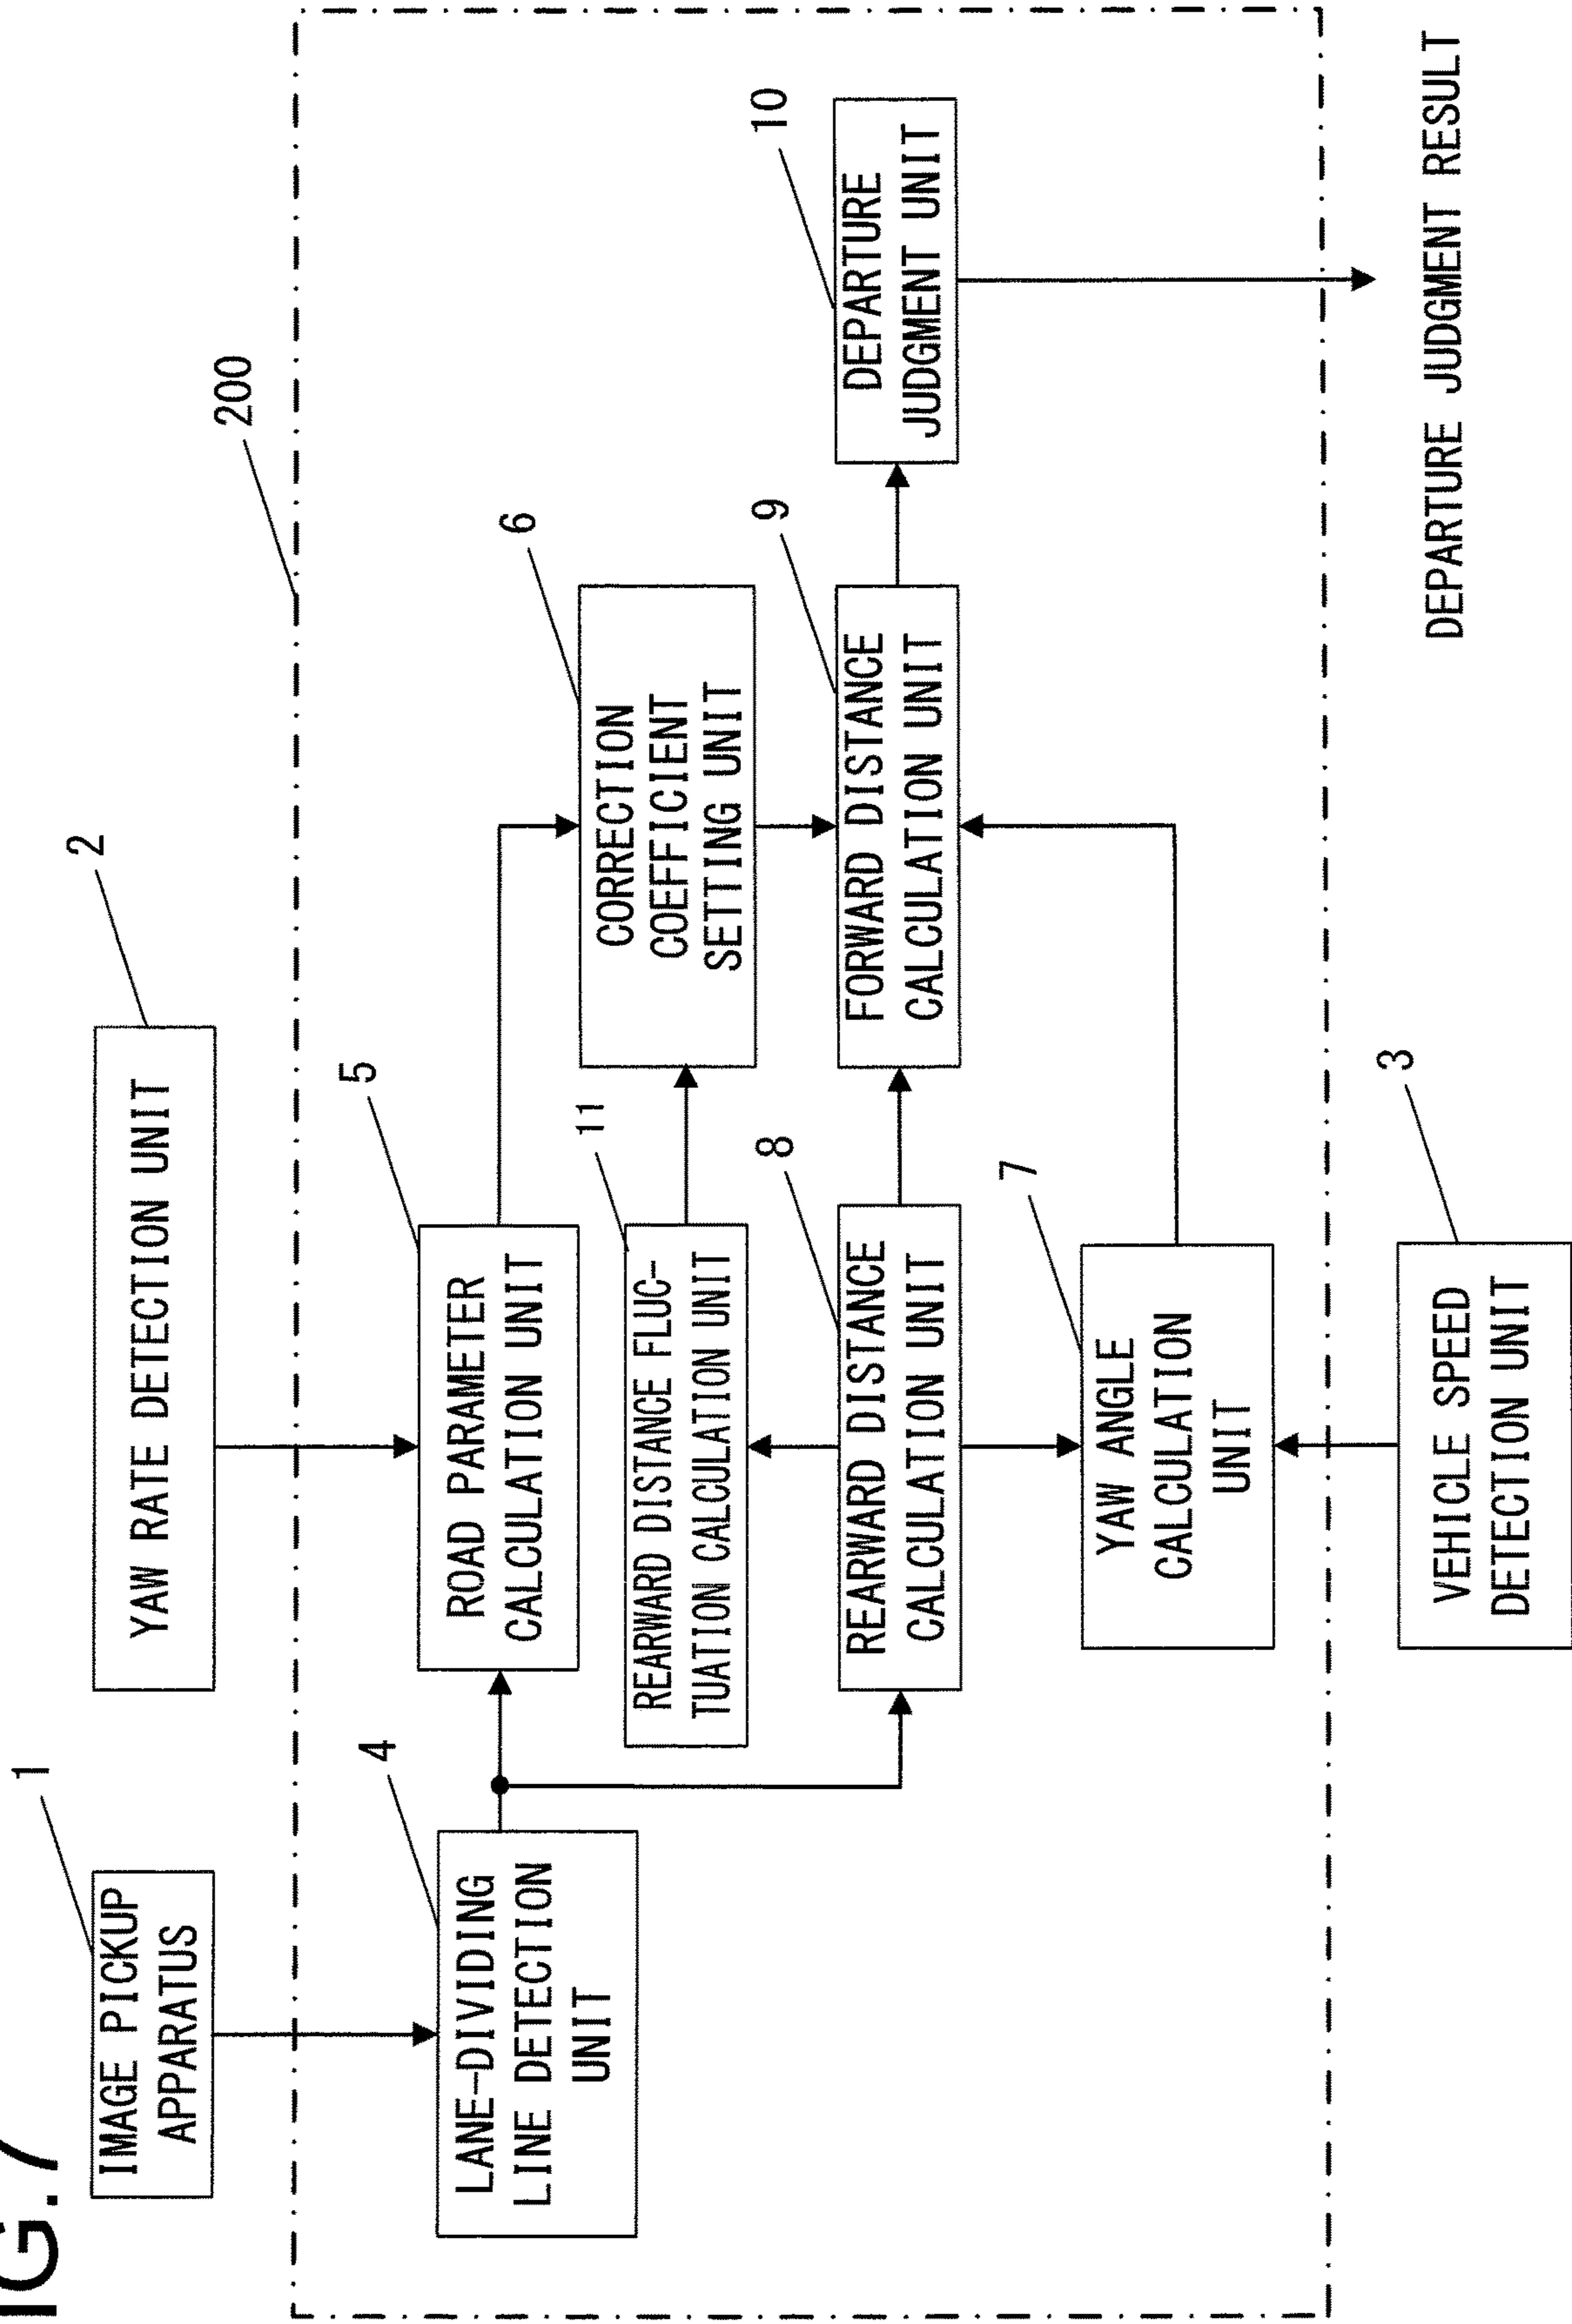 IG. 7
1
IMAGE PICKUP
APPARATUS
2
YAW RATE DETECTION UNIT
200
4
LANE-DIVIDING
LINE DETECTION
UNIT
5
ROAD PARAMETER
CALCULATION UNIT
6
CORRECTION
COEFFICIENT
SETTING UNIT
11
REARWARD DISTANCE FLUC-
TUATION CALCULATION UNIT
8
REARWARD DISTANCE
CALCULATION UNIT
9
FORWARD DISTANCE
CALCULATION UNIT
10
DEPARTURE
JUDGMENT UNIT
7
YAW ANGLE
CALCULATION
UNIT
3
VEHICLE SPEED
DETECTION UNIT
DEPARTURE JUDGMENT RESULT